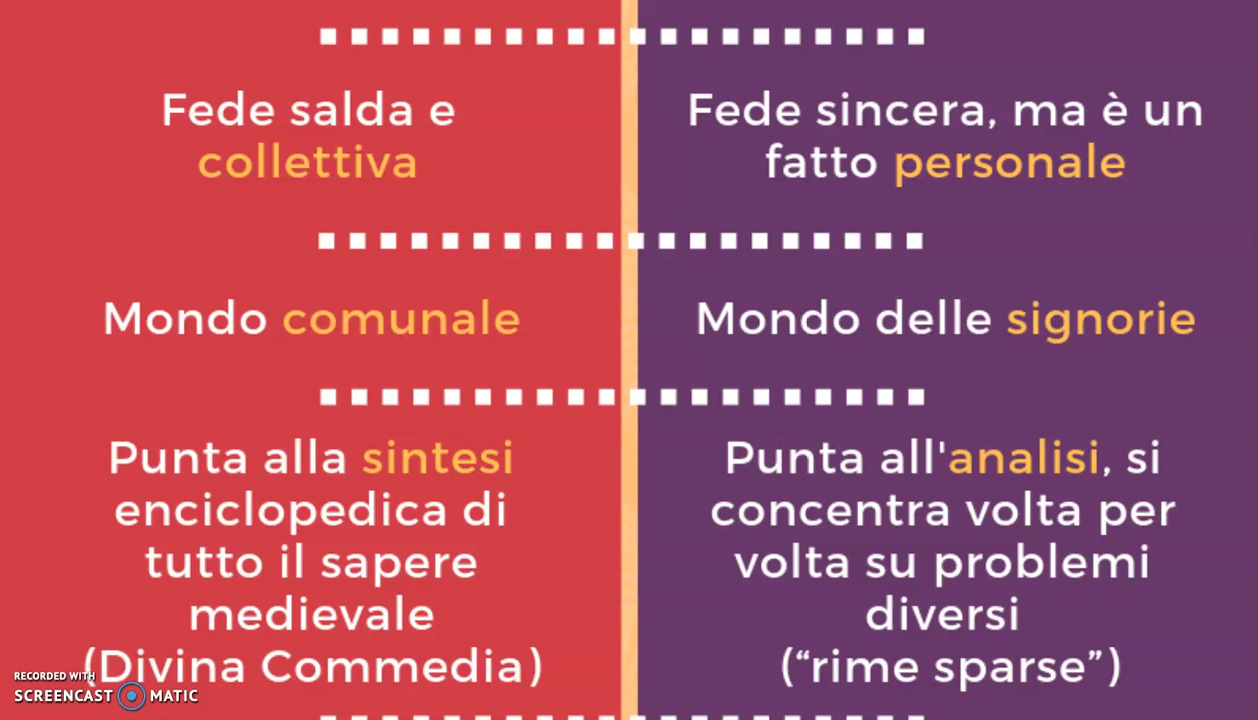 Fede salda e
collettiva
Fede sincera, ma è un
fatto personale
Mondo comunale
Mondo delle signorie
Punta alla sintesi
enciclopedica di
tutto il sapere
medievale
(Divina Commedia)
Punta all'analisi, si
concentra volta per
volta su problemi
diversi
(“rime sparse”)
RECORDED WITH
SCREENCAST MATIC